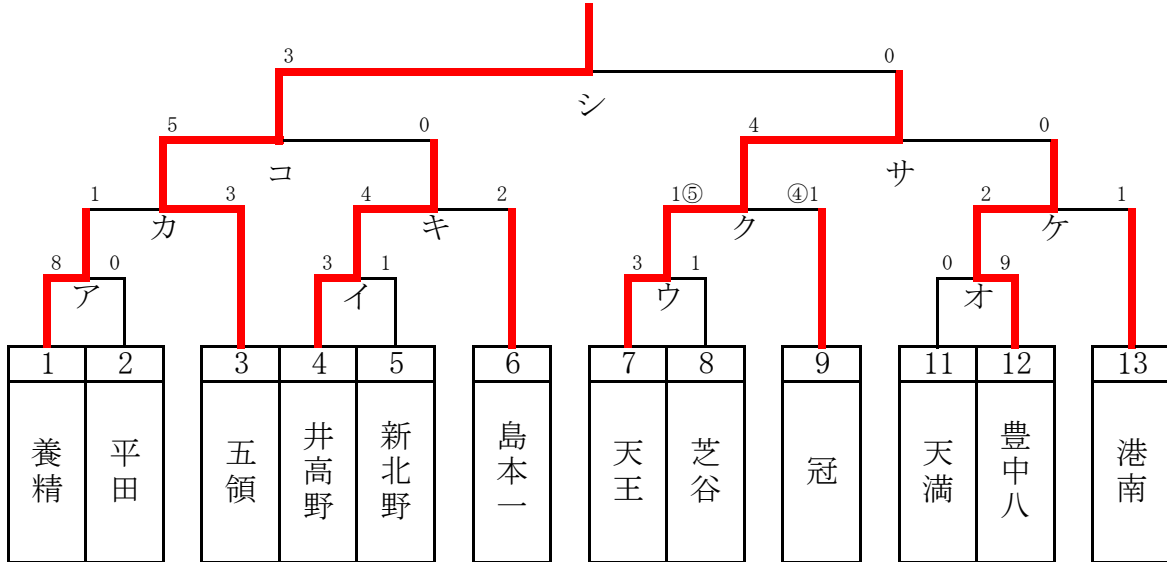 3 0
シ
5 0 4 0
コ サ
1 3 4 2 1⑤ ④1 2 1
カ キ ク ケ
8 0 3 1 3 1 0 9
ア イ ウ オ
1 2 3 4 5 6 7 8 9 11 12 13
養精 平田 五領 井高野 新北野 島本一 天王 芝谷 冠 天満 豊中八 港南